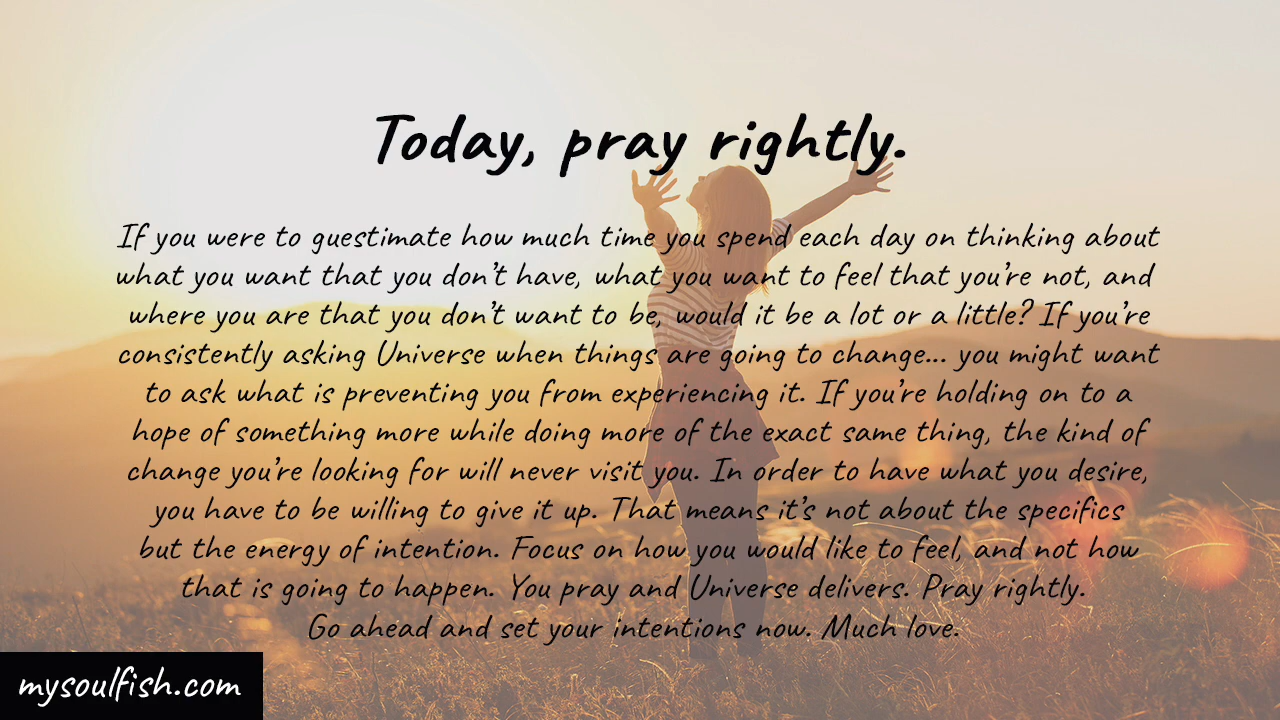 Today, pray rightly.
If you were to guestimate how much time you spend each day on thinking about
what you want that you don't have, what you want to feel that you're not, and
where you are that you don't want to be, would it be a lot or a little? If you're
consistently asking Universe when things are going to change... you might want
to ask what is preventing you from experiencing it. If you're holding on to a
hope of something more while doing more of the exact same thing, the kind of
change you're looking for will never visit you. In order to have what you desire,
you have to be willing to give it up. That means it's not about the specifics
but the energy of intention. Focus on how you would like to feel, and not how
that is going to happen. You pray and Universe delivers. Pray rightly.
Go ahead and set your intentions now. Much love.
mysoulfish.com